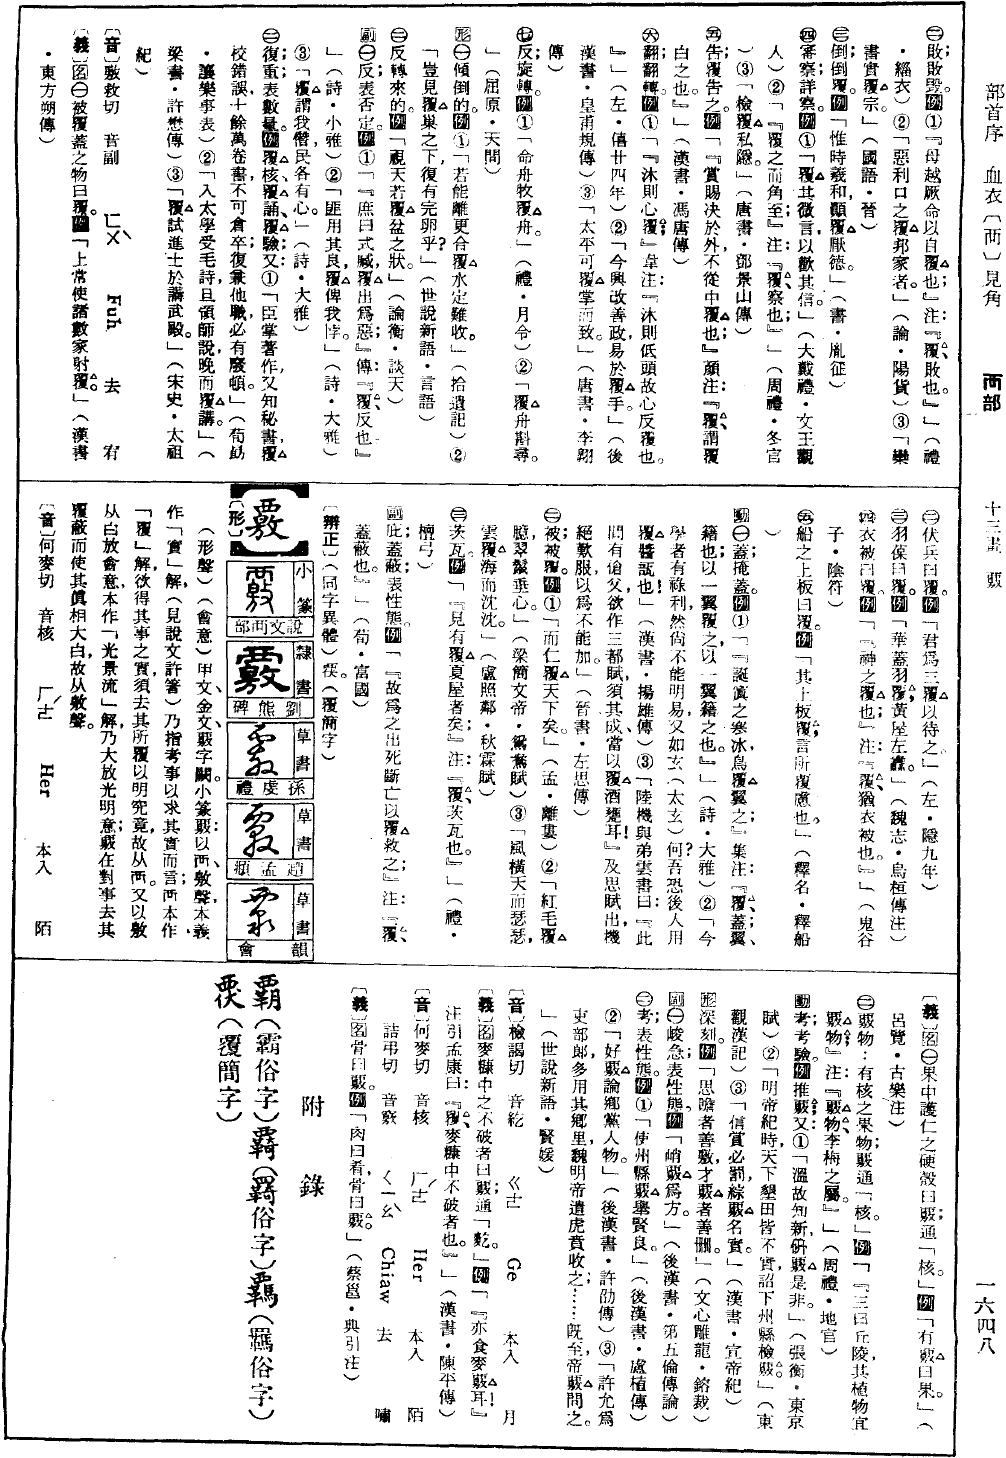 部首序 血衣〔襾〕見角 襾部 十三畫 覈 一六四八
㊁敗;敗毀。例①「『毋越厥命以自覆也』注:『覆、敗也。』」(禮
・緇衣)②「惡利口之覆邦家者。」(論・陽貨)③「欒
書實覆宗。」(國語・晉)
㊂倒;倒覆。例「惟時羲和顛覆厥德。」(書・胤征)
㊃審察;詳察。例①「覆其微言以觀其信。」(大戴禮・文王觀
人)②「『覆之而角至』注:『覆、察也。』」(周禮・冬官
)③「檢覆私隱。」(唐書・鄧景山傳)
㊄告;覆告之。例「『賞賜決於外不從中覆也』顏注:『覆、謂覆
白之也。』」(漢書・馮唐傳)
㊅翻;翻轉。例①「『沐則心覆』韋注:『沐則低頭故心反覆也。
』」(左・僖廿四年)②「今興改善政易於覆手。」(後
漢書・皇甫規傳)③「太平可覆掌而致。」(唐書・李翱
傳)
㊆反;旋轉。例①「命舟牧覆舟。」(禮・月令)②「覆舟斟尋。
」(屈原・天問)
形㊀傾倒的。例①「若能離更合覆水定難收。」(拾遺記)②
「豈見覆巢之下,復有完卵乎?」(世說新語・言語)
㊁反轉來的。例「視天若覆盆之狀。」(論衡・談天)
副㊀反;表否定。例①「『庶曰式臧覆出爲惡』傳:『覆、反也』
」(詩・小雅)②「匪用其良,覆俾我悖。」(詩・大雅)
③「覆謂我僭,民各有心。」(詩・大雅)
㊁復;重;表數量。例覆核,覆誦,覆驗;又①「臣掌著作,又知秘書,覆
校錯誤十餘萬卷書,不可倉卒;復兼他職,必有廢頓。」(荀勗
・讓樂事表)②「入太學受毛詩,旦領師說,晚而覆講。」(
梁書・許懋傳)③「覆試進士於講武殿。」(宋史・太祖
紀)
〔音〕敷救切 音副 ㄈㄨˋ Fuh 去 宥
〔義〕名㊀被覆蓋之物曰覆。例「上常使諸數家射覆。」(漢書
・東方朔傳)
㊁伏兵曰覆。例「君爲三覆以待之。」(左・隱九年)
㊂羽葆曰覆。例「華蓋羽覆,黃屋左纛。」(魏志・烏桓傳注)
㊃衣被曰覆。例「『神之覆也』注:『覆、猶衣被也。』」(鬼谷
子・陰符)
㊄船之上板曰覆。例「其上板曰覆,言所覆慮也。」(釋名・釋船
)
動㊀蓋;掩蓋。例①「『誕寘之寒冰,鳥覆翼之』集注:『覆、蓋;翼、
籍也;以一翼覆之,以一翼籍之也。』」(詩・大雅)②「今
學者有祿利,然尙不能明易,又如玄(太玄)何?吾恐後人用
覆醬瓿也!」(漢書・揚雄傳)③「陸機與弟雲書曰:『此
間有傖父欲作三都賦,須其成,當以覆酒甕耳!』及思賦出,機
絕歎服,以爲不能加。」(晉書・左思傳)
㊁被;被覆。例①「而仁覆天下矣。」(孟・離婁)②「紅毛覆
臆,翠鬣垂心。」(梁簡文帝・鴛鴦賦)③「風橫天而瑟瑟,
雲覆海而沈沈。」(盧照鄰・秋霖賦)
㊂茨瓦。例「『見有覆夏屋者矣』注:『覆、茨瓦也。』」(禮・
檀弓)
副庇;蓋蔽;表性態。例「『故爲之出死斷亡以覆救之』注:『覆、
蓋蔽也。』」(荀・富國)
〔辨正〕(同字異體)覄(覆簡字)
覈
〔形〕
小篆 說文襾部
隸書 劉熊碑
草書 孫虔禮
草書 趙孟頫
草書 韻會
(形聲)(會意)甲文、金文覈字闕,小篆覈:以襾、敫聲,本義
作「實」解(見說文許箸)乃指考事以求其實而言;襾本作
「覆」解,欲得其事之實,須去其所覆以明究竟,故从襾。又以敫
从白放會意,本作「光景流」解,乃大放光明意;覈在對事去其
覆蔽而使其眞相大白,故从敫聲。
〔音〕何麥切 音核 ㄏㄜˊ Her 本入 陌
〔義〕名㊀果中護仁之硬殼曰覈;覈通「核」。例「有覈曰果。」(
呂覽・古樂注)
㊁覈物:有核之果物;覈通「核」。例「『三曰丘陵,其植物宜
覈物』注:『覈物、李梅之屬。』」(周禮・地官)
動考;考驗。例推覈;又①「溫故知新,研覈是非。」(張衡・東京
賦)②「明帝紀時,天下墾田皆不實,詔下州縣檢覈。」(東
觀漢記)③「信賞必罰,綜覈名實。」(漢書・宣帝紀)
形深刻。例「思瞻者善敷,才覈者善刪。」(文心雕龍・鎔裁)
副㊀峻急;表性態。例「峭覈爲方。」(後漢書・第五倫傳論)
㊁考;表性態。例①「使州縣覈舉賢良。」(後漢書・盧植傳)
②「好覈論鄉黨人物。」(後漢書・許劭傳)③「許允爲
吏部郎,多用其鄉里,魏明帝遣虎賁收之;……旣至,帝覈問之。
」(世說新語・賢媛)
〔音〕檢謁切 音紇 ㄍㄜ Ge 本入 月
〔義〕名麥糠中之不破者曰覈;覈通「麧」。例「『亦食麥覈耳!』
注引孟康曰:『覈、麥糠中不破者也。』」(漢書・陳平傳)
〔音〕何麥切 音核 ㄏㄜˊ Her 本入 陌
詰弔切 音竅 ㄑㄧㄠˋ Chiaw 去 嘯
〔義〕名骨曰覈。例「肉曰肴,骨曰覈。」(蔡邕・典引注)
附錄
覇(霸俗字)覉(羇俗字)覊(羈俗字)
覄(覆簡字)